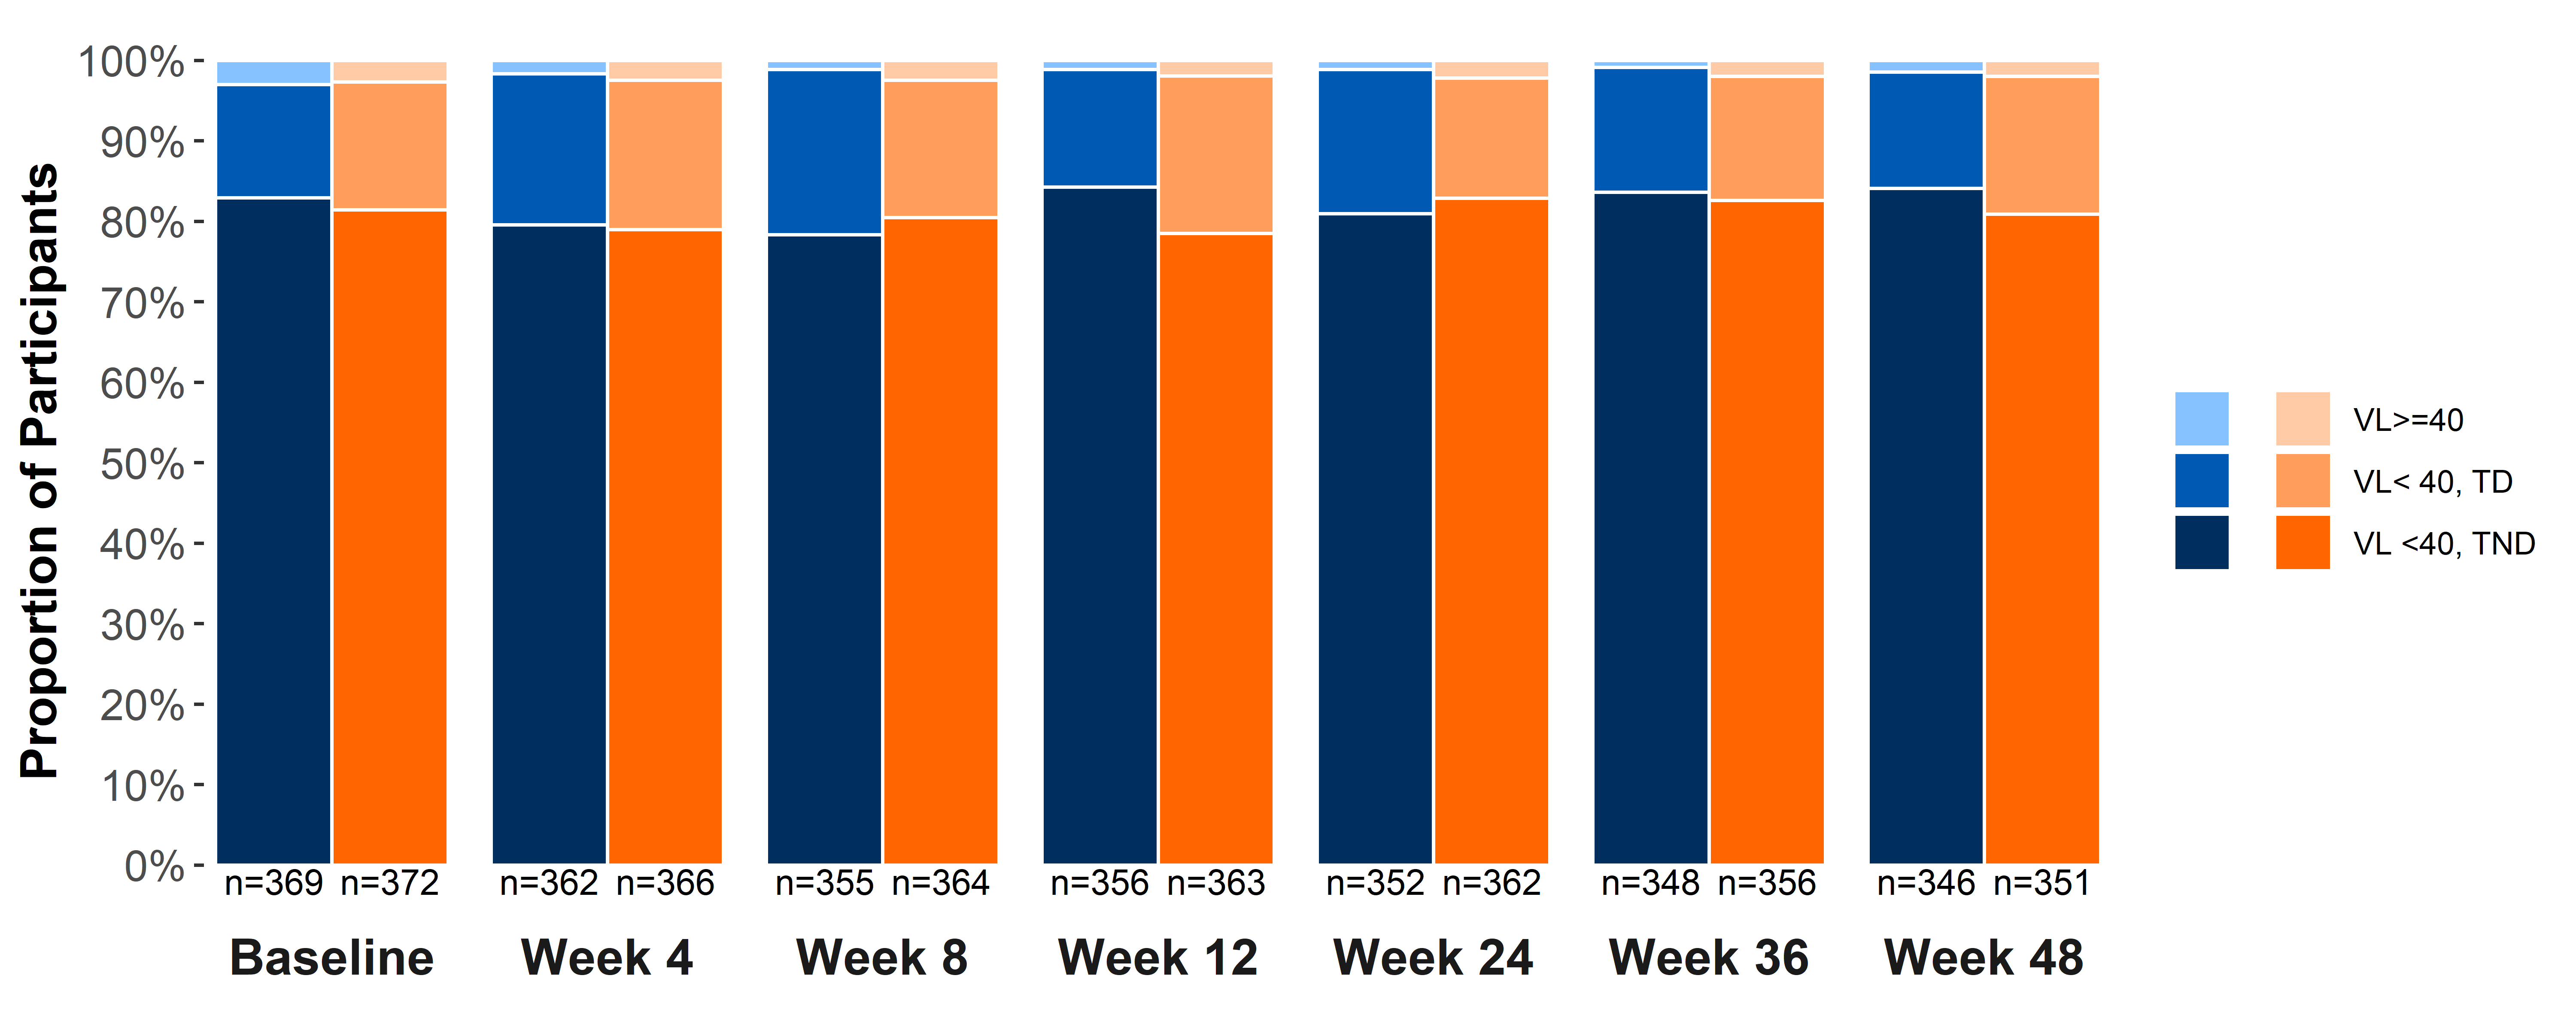 Proportion of Participants
100%
90%
80%
70%
60%
50%
40%
30%
20%
10%
0%
n=369 n=372 n=362 n=366 n=355 n=364 n=356 n=363 n=352 n=362 n=348 n=356 n=346 n=351
Baseline Week 4 Week 8 Week 12 Week 24 Week 36 Week 48
VL>=40
VL< 40, TD
VL <40, TND